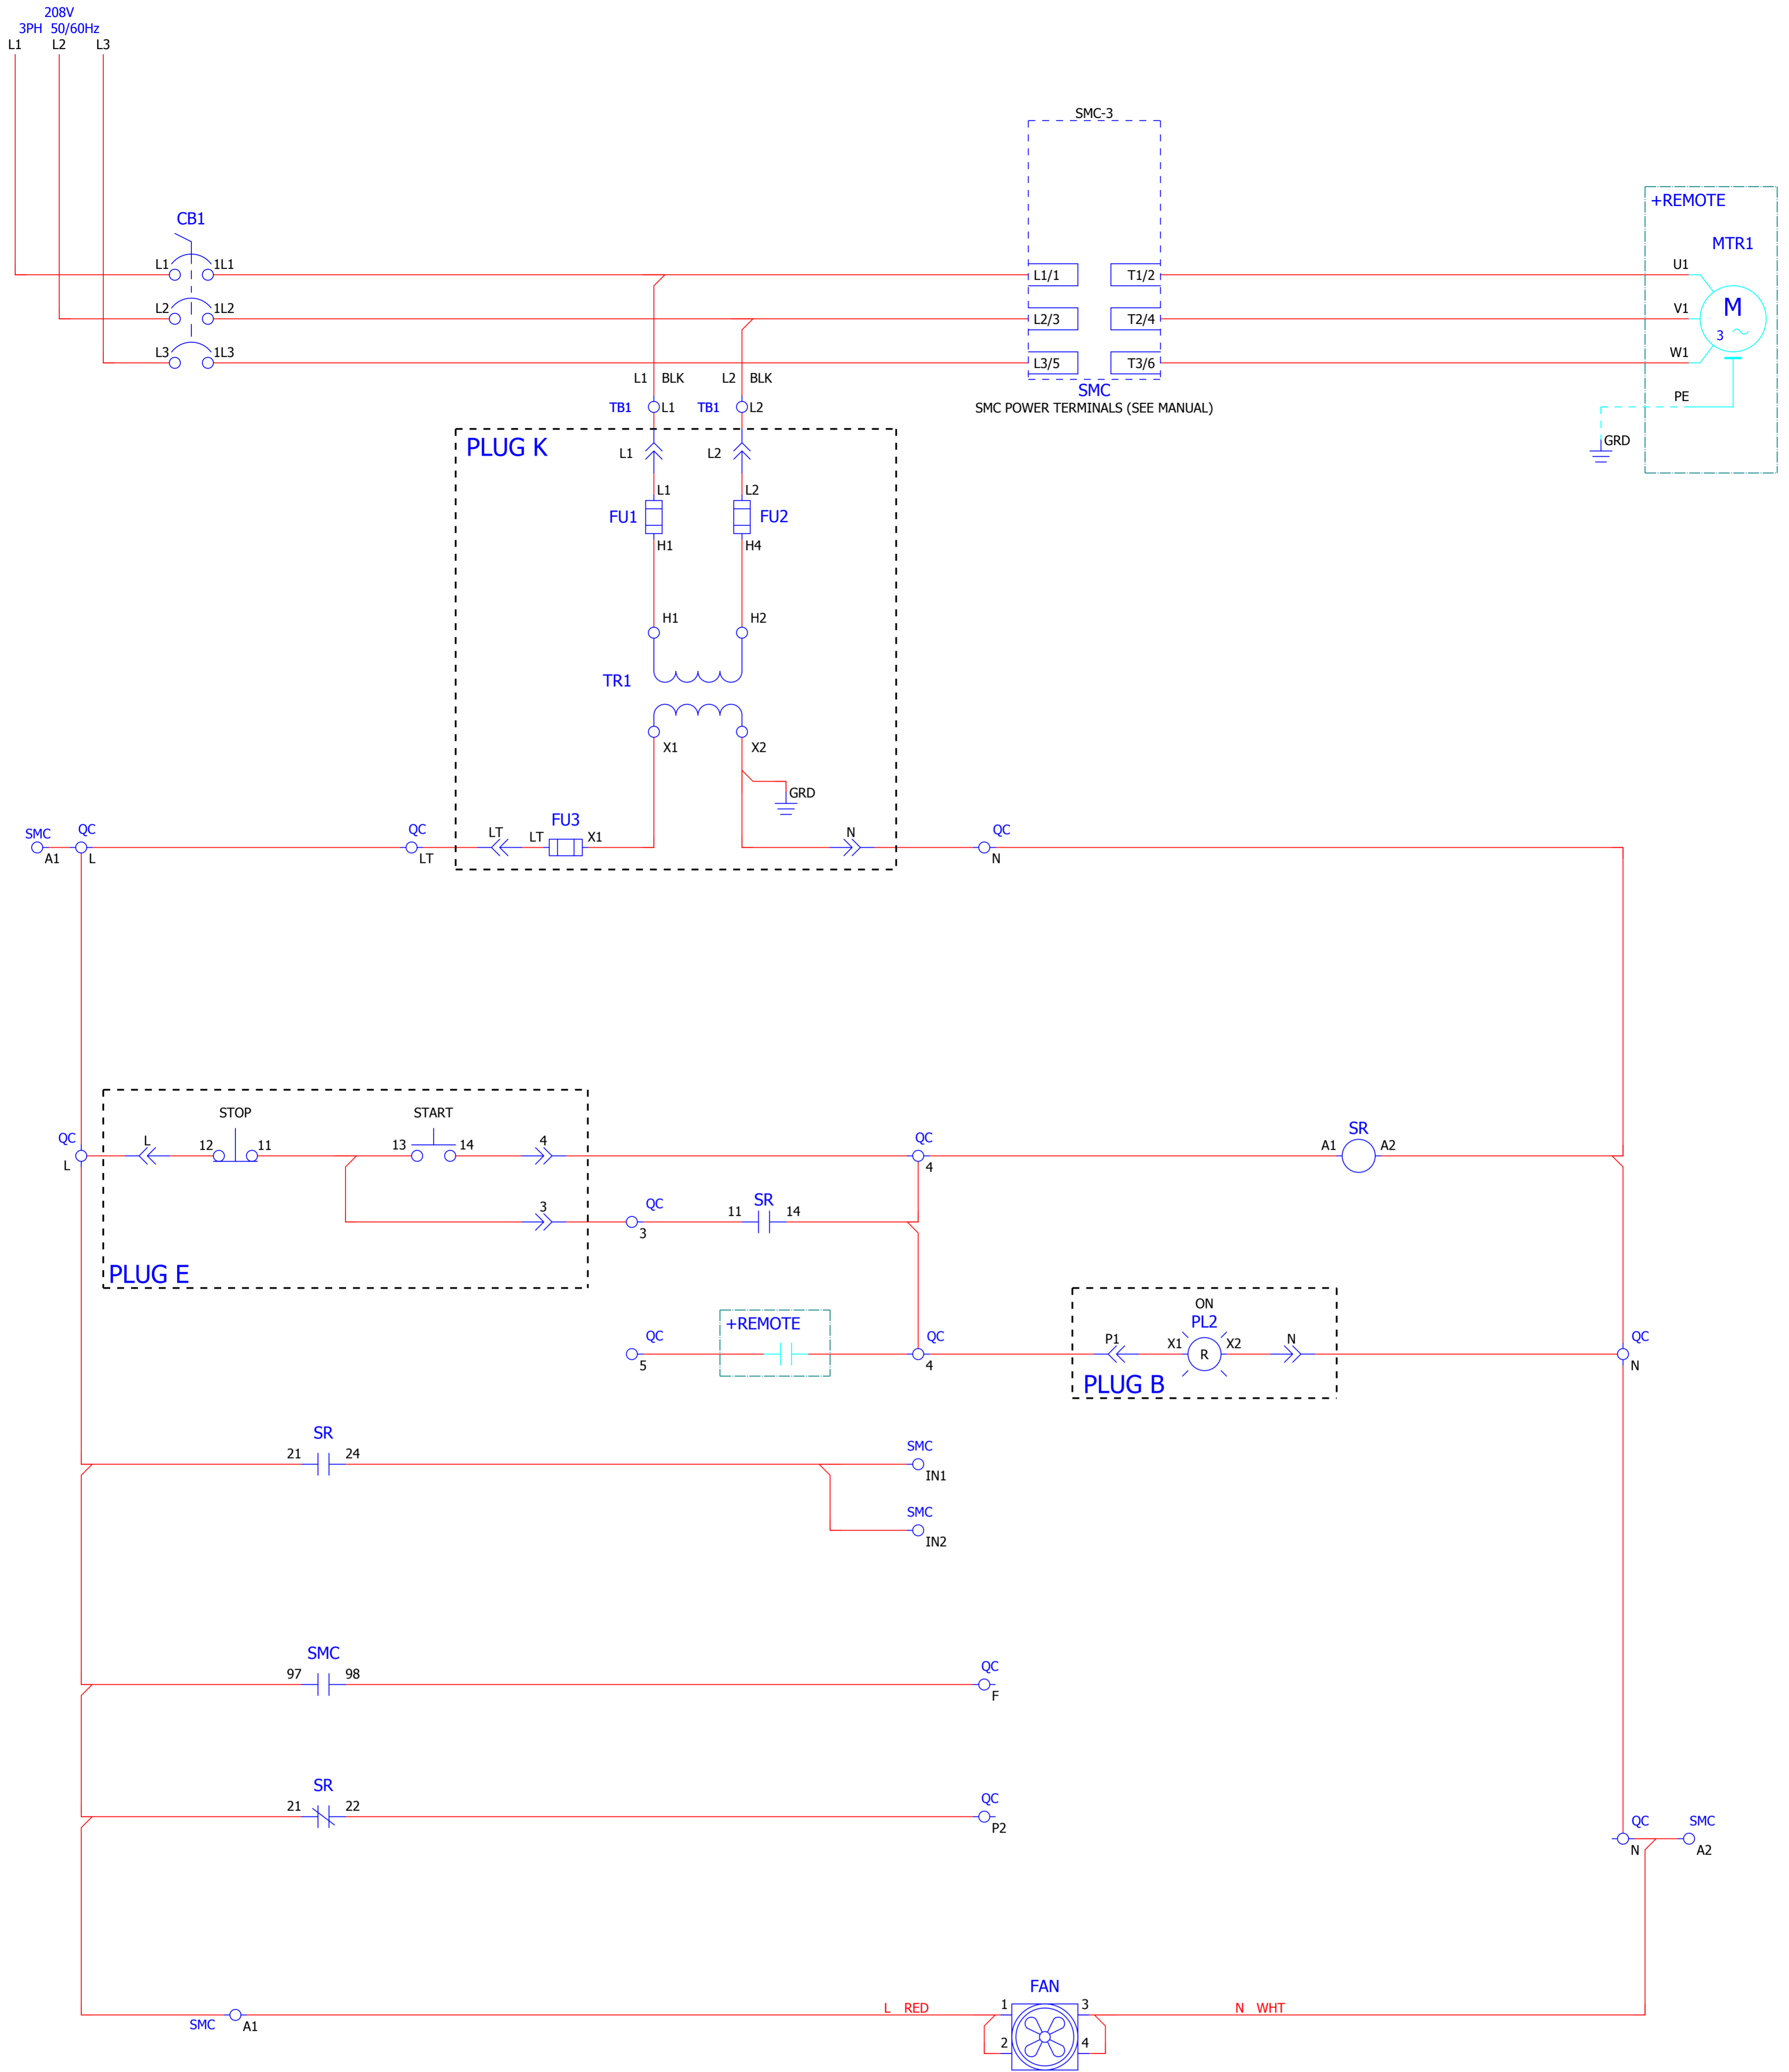 208V
3PH 50/60Hz
L1 L2 L3
SMC-3
+REMOTE
CB1
MTR1
L1 1L1 L1/1 T1/2 U1
L2 1L2 L2/3 T2/4 V1
M
3
L3 1L3 L3/5 T3/6 W1
L1 BLK L2 BLK
SMC
PE
TB1 L1 TB1 L2
SMC POWER TERMINALS (SEE MANUAL)
GRD
PLUG K
L1 L2
L1 L2
FU1 FU2
H1 H4
H1 H2
TR1
X1 X2
GRD
FU3
SMC QC QC LT LT X1 N QC
A1 L LT N
STOP START
QC L 12 11 13 14 4 QC A1 SR A2
L 4
3 QC 11 SR 14
3
PLUG E
ON
+REMOTE PL2
QC QC P1 X1 R X2 N QC
5 4 N
PLUG B
SR
21 24 SMC
IN1
SMC
IN2
SMC
97 98 QC
F
SR
21 22 QC
P2
QC SMC
N A2
FAN
L RED 1 3 N WHT
SMC A1
2 4